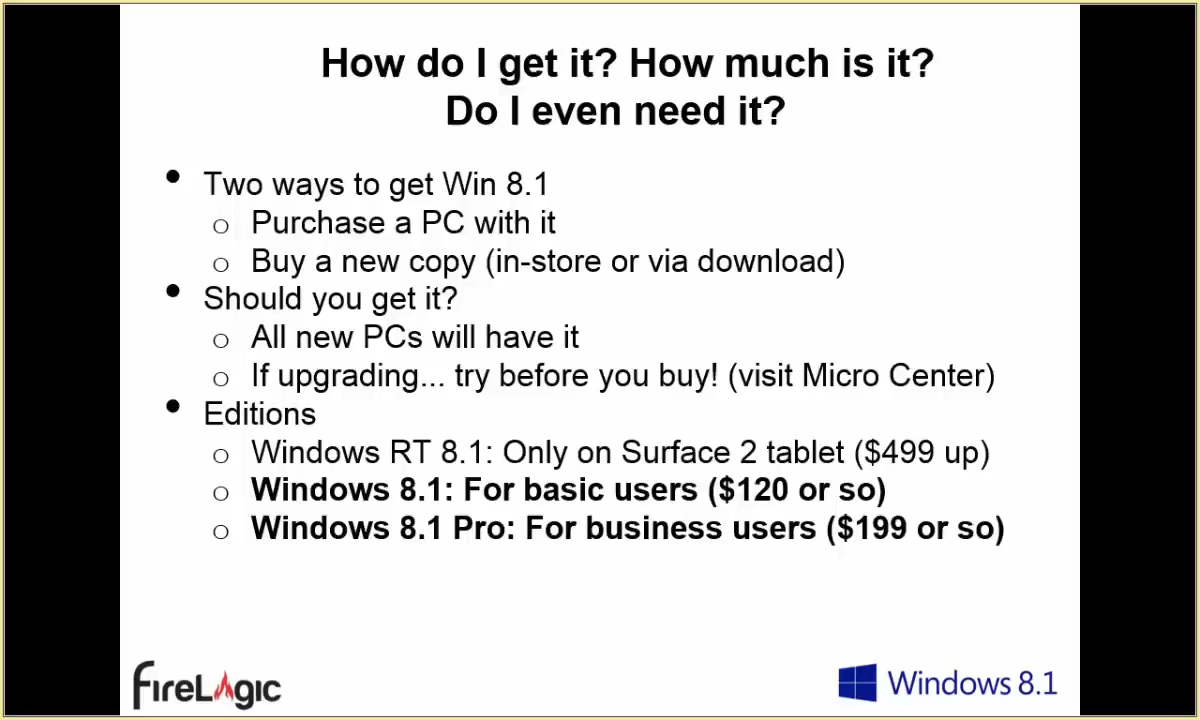 How do I get it? How much is it?
Do I even need it?
• Two ways to get Win 8.1
o Purchase a PC with it
o Buy a new copy (in-store or via download)
• Should you get it?
o All new PCs will have it
o If upgrading... try before you buy! (visit Micro Center)
• Editions
o Windows RT 8.1: Only on Surface 2 tablet ($499 up)
o Windows 8.1: For basic users ($120 or so)
o Windows 8.1 Pro: For business users ($199 or so)
FireLogic
Windows 8.1